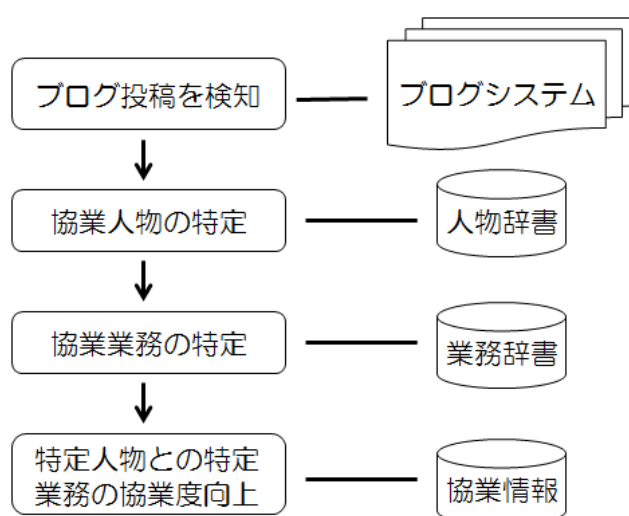 ブログ投稿を検知
ブログシステム
協業人物の特定
人物辞書
協業業務の特定
業務辞書
特定人物との特定
業務の協業度向上
協業情報